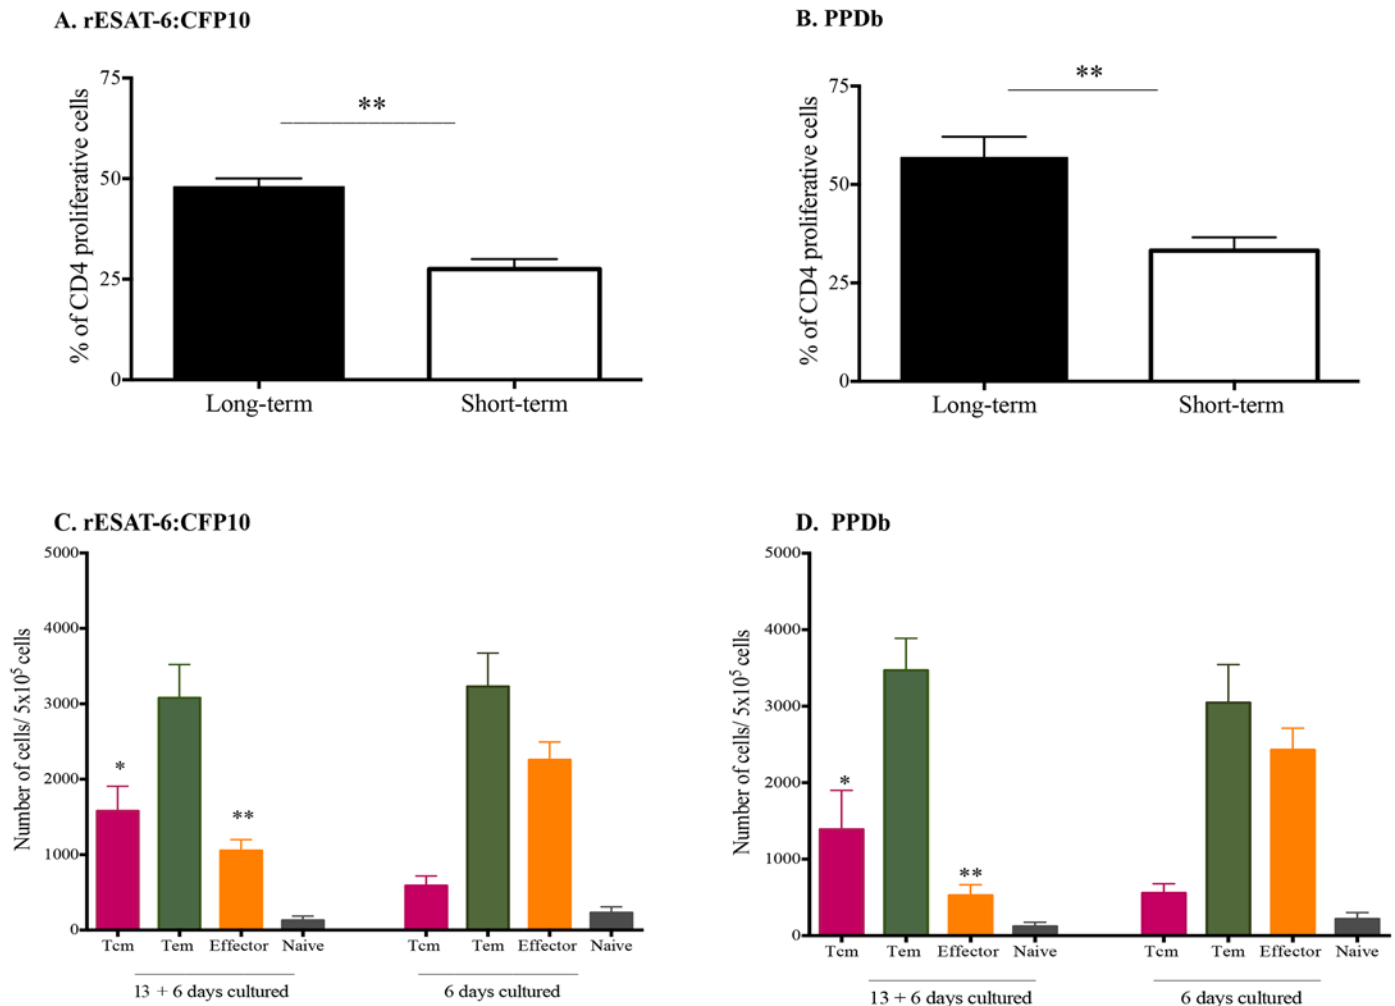 A. rESAT-6:CFP10
% of CD4 proliferative cells
75
50
25
0
**
Long-term
Short-term
B. PPDb
% of CD4 proliferative cells
75
50
25
0
**
Long-term
Short-term
C. rESAT-6:CFP10
Number of cells/ 5x10⁵ cells
5000
4000
3000
2000
1000
0
*
**
Tcm Tem Effector Naive Tcm Tem Effector Naive
13 + 6 days cultured 6 days cultured
D. PPDb
Number of cells/ 5x10⁵ cells
5000
4000
3000
2000
1000
0
*
**
Tcm Tem Effector Naive Tcm Tem Effector Naive
13 + 6 days cultured 6 days cultured